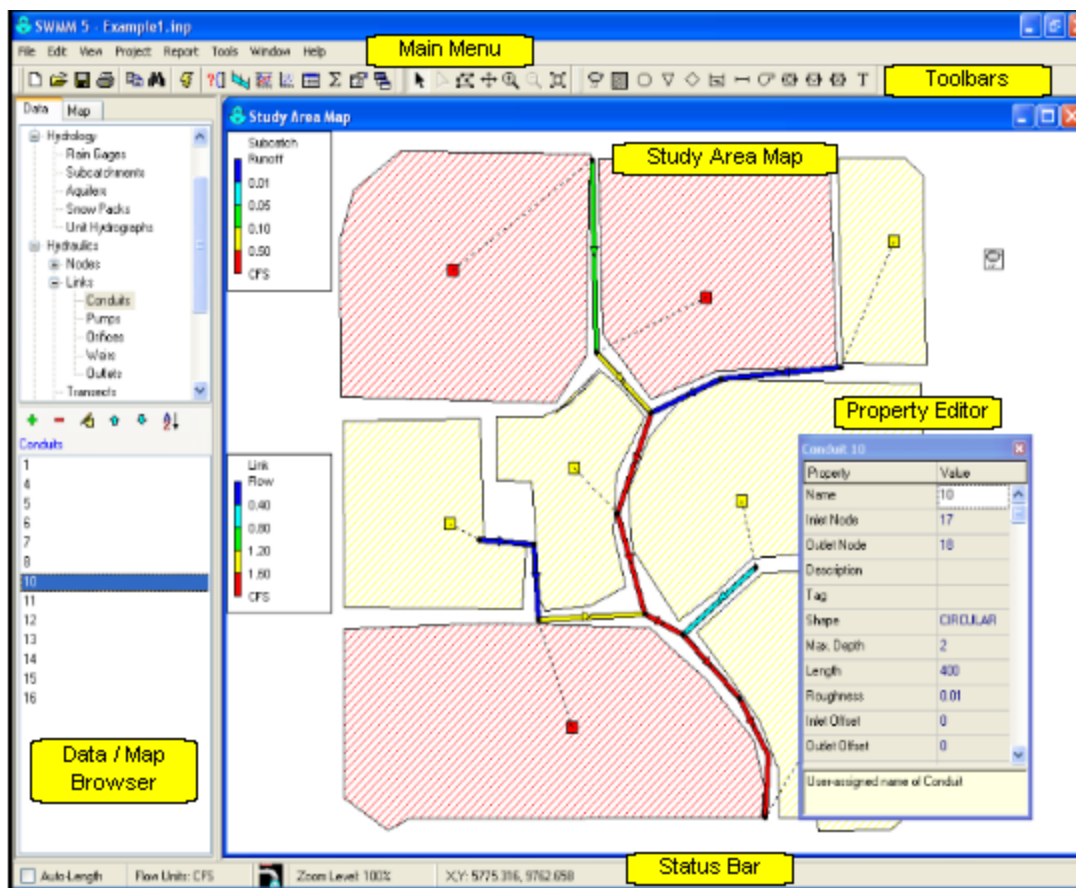 SWMM 5 - Example1.inp
File Edit View Project Report Tools Window Help
Main Menu
Toolbars
Data Map
Hydrology
Rain Gages
Subcatchments
Aquifers
Snow Packs
Unit Hydrographs
Hydraulics
Nodes
Links
Conduits
Pumps
Orifices
Weirs
Outlets
Transects
Conduits
1
4
5
6
7
8
10
11
12
13
14
15
16
Data / Map
Browser
Study Area Map
Subcatch
Runoff
0.01
0.05
0.10
0.50
CFS
Study Area Map
Link
Flow
0.40
0.80
1.20
1.60
CFS
Property Editor
Conduit 10
Property Value
Name 10
Inlet Node 17
Outlet Node 18
Description
Tag
Shape CIRCULAR
Max. Depth 2
Length 400
Roughness 0.01
Inlet Offset 0
Outlet Offset 0
User-assigned name of Conduit
Auto-Length Flow Units: CFS Zoom Level: 100% X,Y: 5775.316, 9762.658
Status Bar